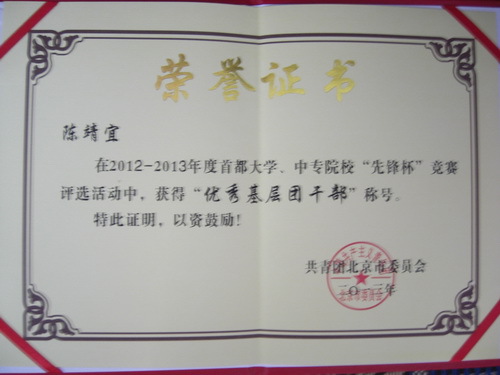 荣誉证书
陈靖宜
在2012-2013年度首都大学、中专院校“先锋杯”竞赛
评选活动中，获得“优秀基层团干部”称号。
特此证明，以资鼓励！
共青团北京市委员会
二〇一三年